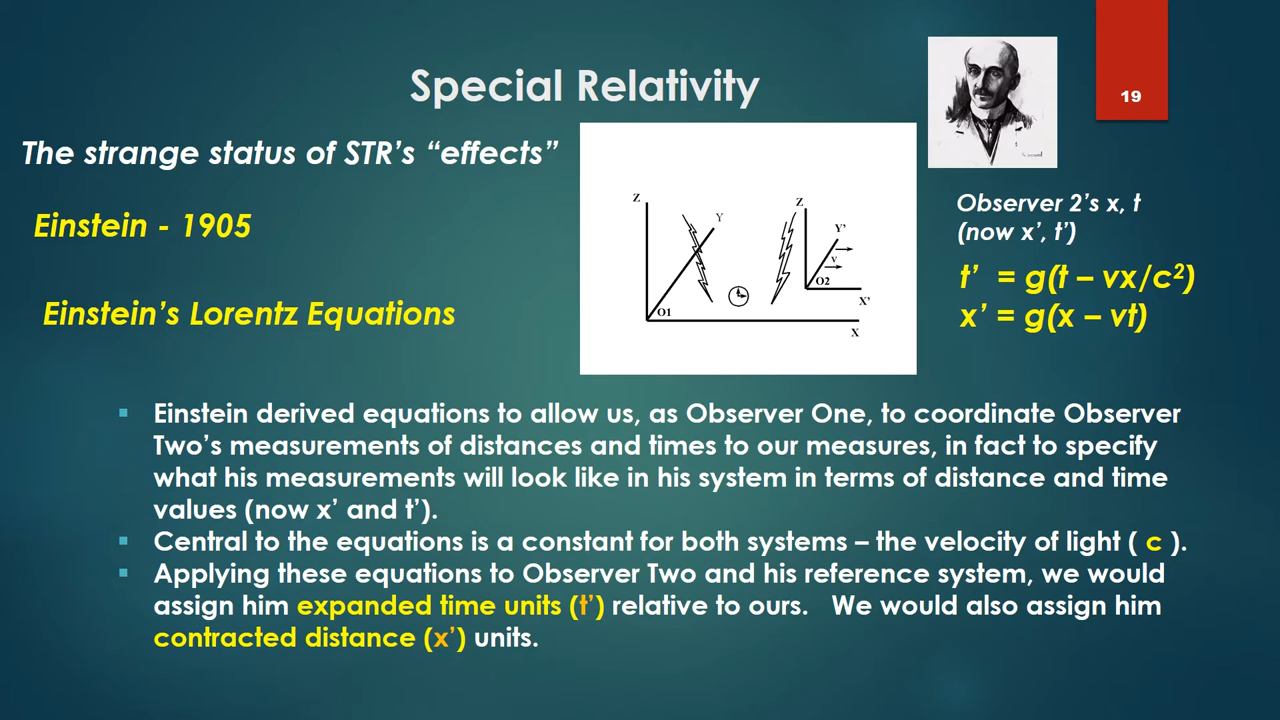 Special Relativity
19
The strange status of STR’s “effects”
Einstein - 1905
Einstein’s Lorentz Equations
Z
Y
O1
X
Z
Y’
v
O2
X’
Observer 2’s x, t
(now x’, t’)
t’ = g(t – vx/c²)
x’ = g(x – vt)
Einstein derived equations to allow us, as Observer One, to coordinate Observer
Two’s measurements of distances and times to our measures, in fact to specify
what his measurements will look like in his system in terms of distance and time
values (now x’ and t’).
Central to the equations is a constant for both systems – the velocity of light ( c ).
Applying these equations to Observer Two and his reference system, we would
assign him expanded time units (t’) relative to ours. We would also assign him
contracted distance (x’) units.